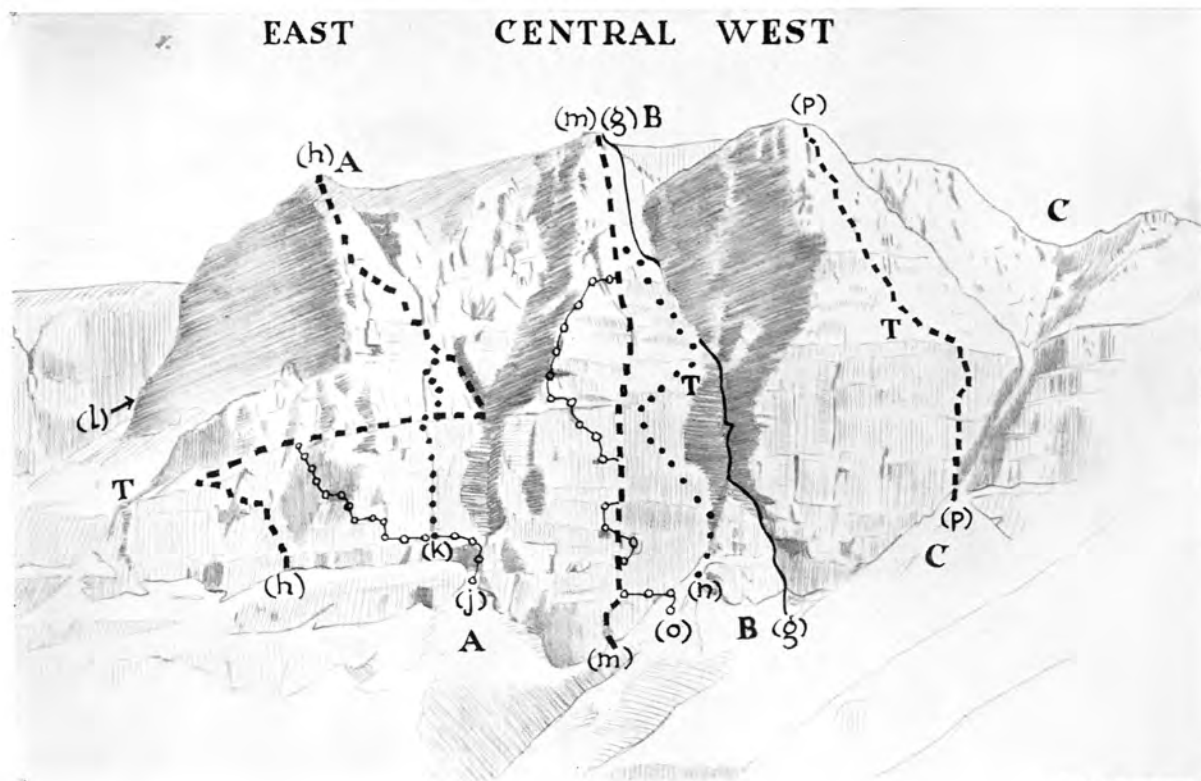 EAST CENTRAL WEST
(m) (g) B (p)
(h) A
C
T
(l)
T
T
(p)
(k)
C
(h) (j) (n)
A (o) B (g)
(m)